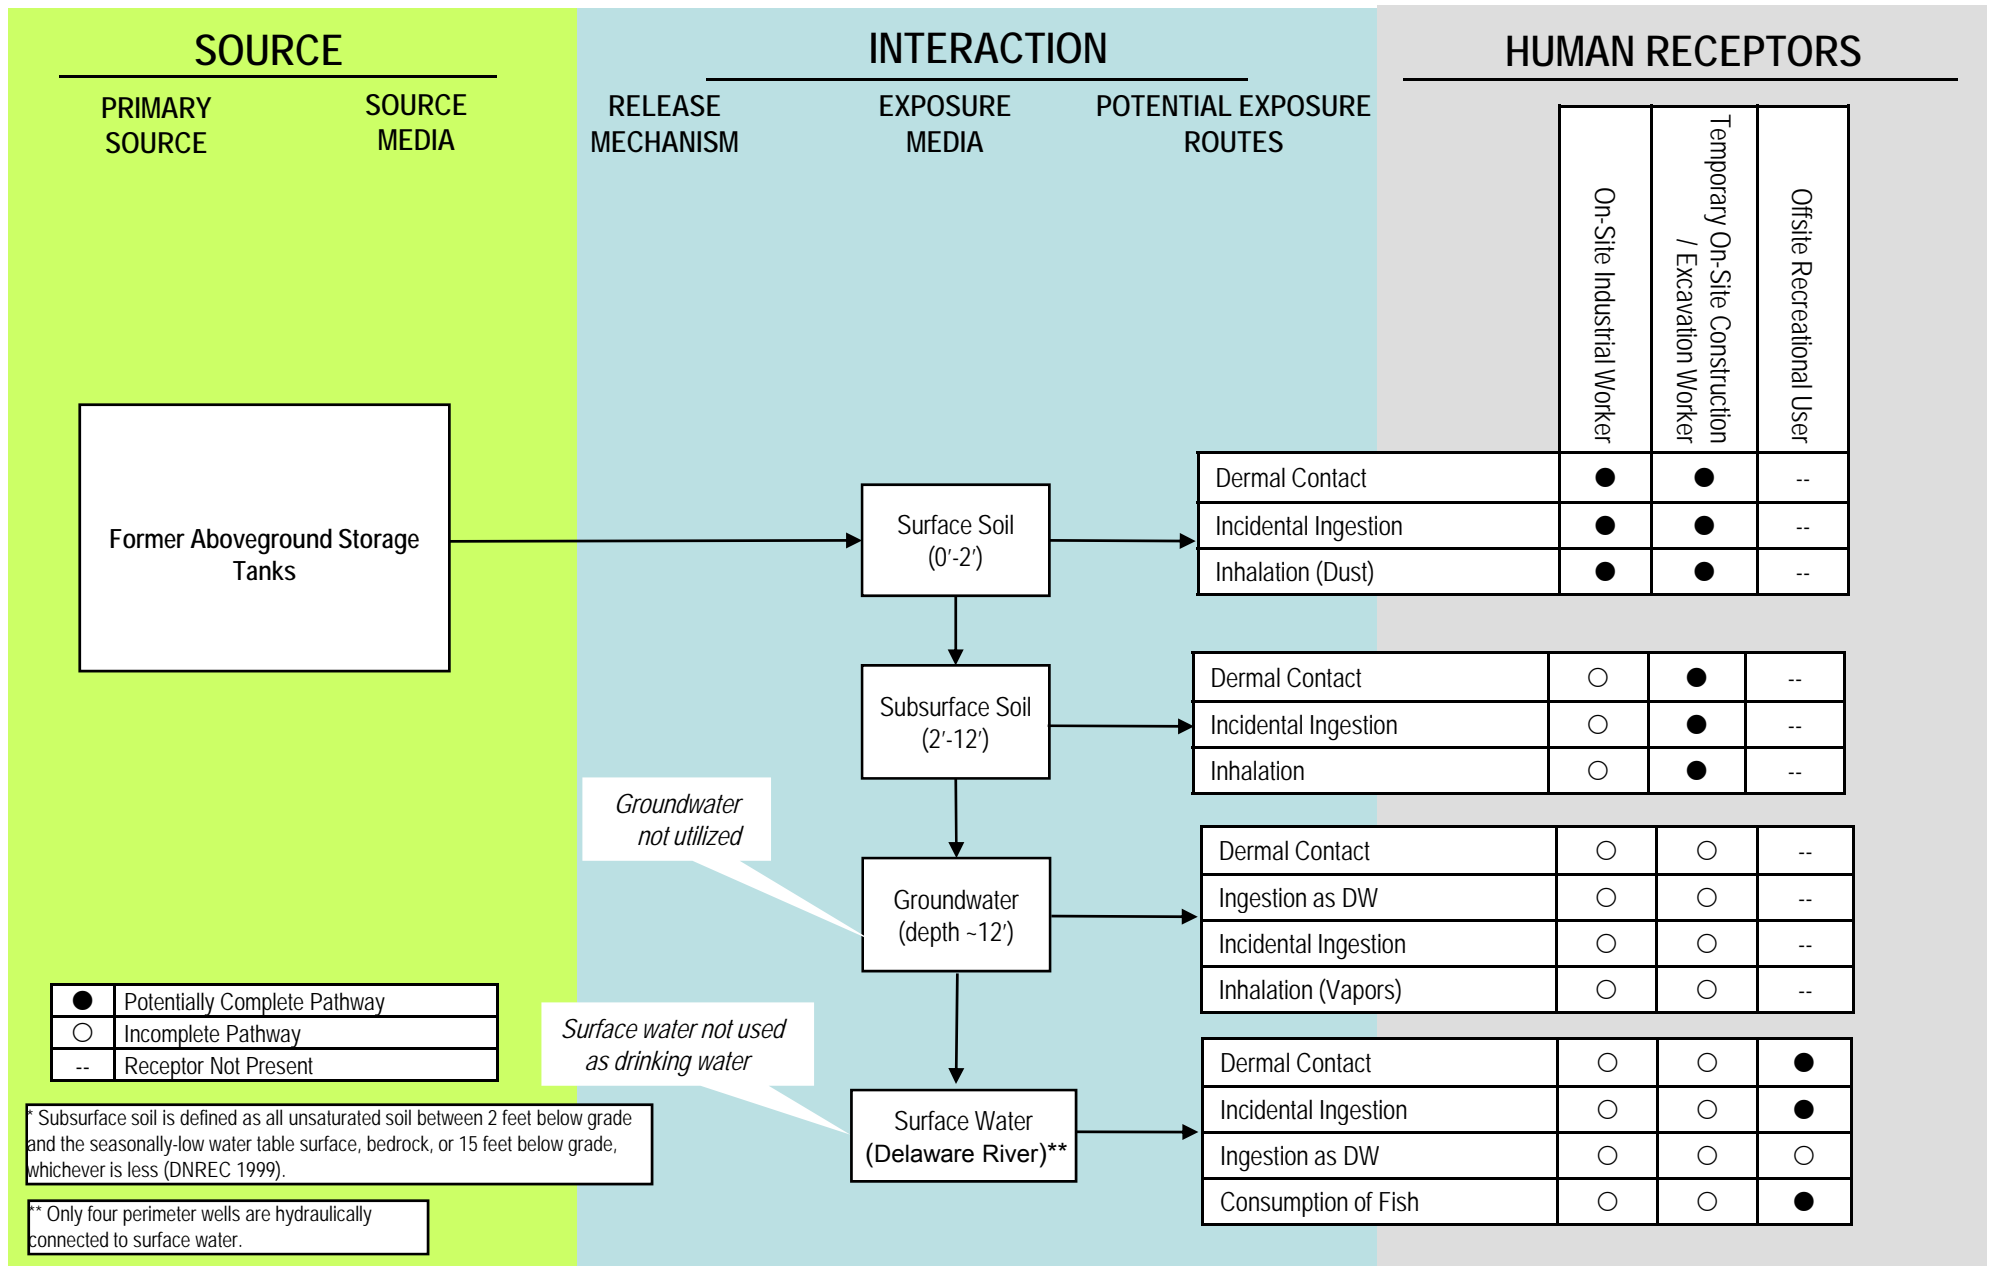 SOURCE
INTERACTION
HUMAN RECEPTORS
PRIMARY
SOURCE
SOURCE
MEDIA
RELEASE
MECHANISM
EXPOSURE
MEDIA
POTENTIAL EXPOSURE
ROUTES
On-Site Industrial Worker
Temporary On-Site Construction
/ Excavation Worker
Offsite Recreational User
Former Aboveground Storage
Tanks
Surface Soil
(0'-2')
Dermal Contact ● ● --
Incidental Ingestion ● ● --
Inhalation (Dust) ● ● --
Subsurface Soil
(2'-12')
Dermal Contact ○ ● --
Incidental Ingestion ○ ● --
Inhalation ○ ● --
Groundwater
not utilized
Groundwater
(depth ~12')
Dermal Contact ○ ○ --
Ingestion as DW ○ ○ --
Incidental Ingestion ○ ○ --
Inhalation (Vapors) ○ ○ --
Surface water not used
as drinking water
Surface Water
(Delaware River)**
Dermal Contact ○ ○ ●
Incidental Ingestion ○ ○ ●
Ingestion as DW ○ ○ ○
Consumption of Fish ○ ○ ●
● Potentially Complete Pathway
○ Incomplete Pathway
-- Receptor Not Present
* Subsurface soil is defined as all unsaturated soil between 2 feet below grade
and the seasonally-low water table surface, bedrock, or 15 feet below grade,
whichever is less (DNREC 1999).
** Only four perimeter wells are hydraulically
connected to surface water.